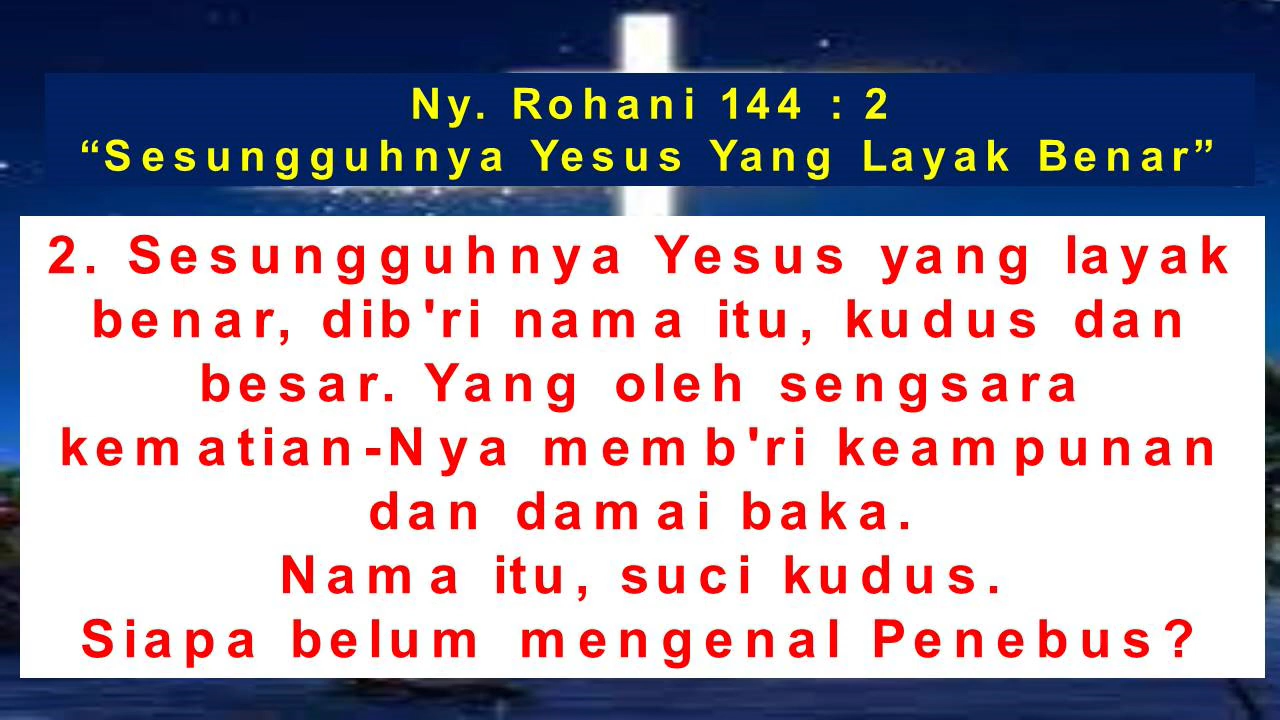 Ny. Rohani 144 : 2
“Sesungguhnya Yesus Yang Layak Benar”
2. Sesungguhnya Yesus yang layak
benar, dib'ri nama itu, kudus dan
besar. Yang oleh sengsara
kematian-Nya memb'ri keampunan
dan damai baka.
Nama itu, suci kudus.
Siapa belum mengenal Penebus?